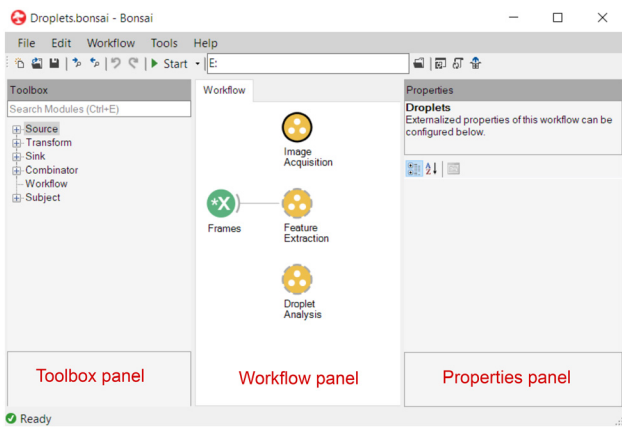 Droplets.bonsai - Bonsai
File Edit Workflow Tools Help
Start E:
Toolbox
Search Modules (Ctrl+E)
Source
Transform
Sink
Combinator
Workflow
Subject
Toolbox panel
Workflow
Image
Acquisition
*X
Frames
Feature
Extraction
Droplet
Analysis
Workflow panel
Properties
Droplets
Externalized properties of this workflow can be
configured below.
Properties panel
Ready